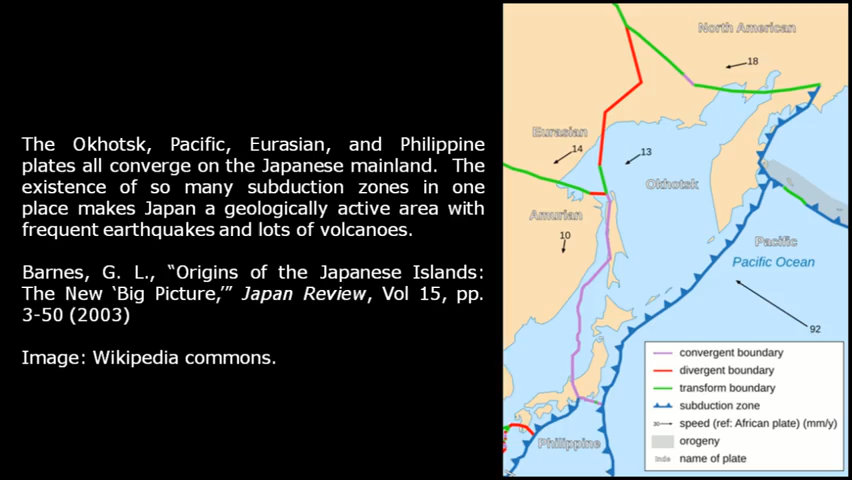 The Okhotsk, Pacific, Eurasian, and Philippine
plates all converge on the Japanese mainland. The
existence of so many subduction zones in one
place makes Japan a geologically active area with
frequent earthquakes and lots of volcanoes.
Barnes, G. L., “Origins of the Japanese Islands:
The New ‘Big Picture,’” Japan Review, Vol 15, pp.
3-50 (2003)
Image: Wikipedia commons.
North American
18
Eurasian
14
13
Okhotsk
Amurian
10
Pacific
Pacific Ocean
92
Philippine
convergent boundary
divergent boundary
transform boundary
subduction zone
speed (ref: African plate) (mm/y)
orogeny
name of plate